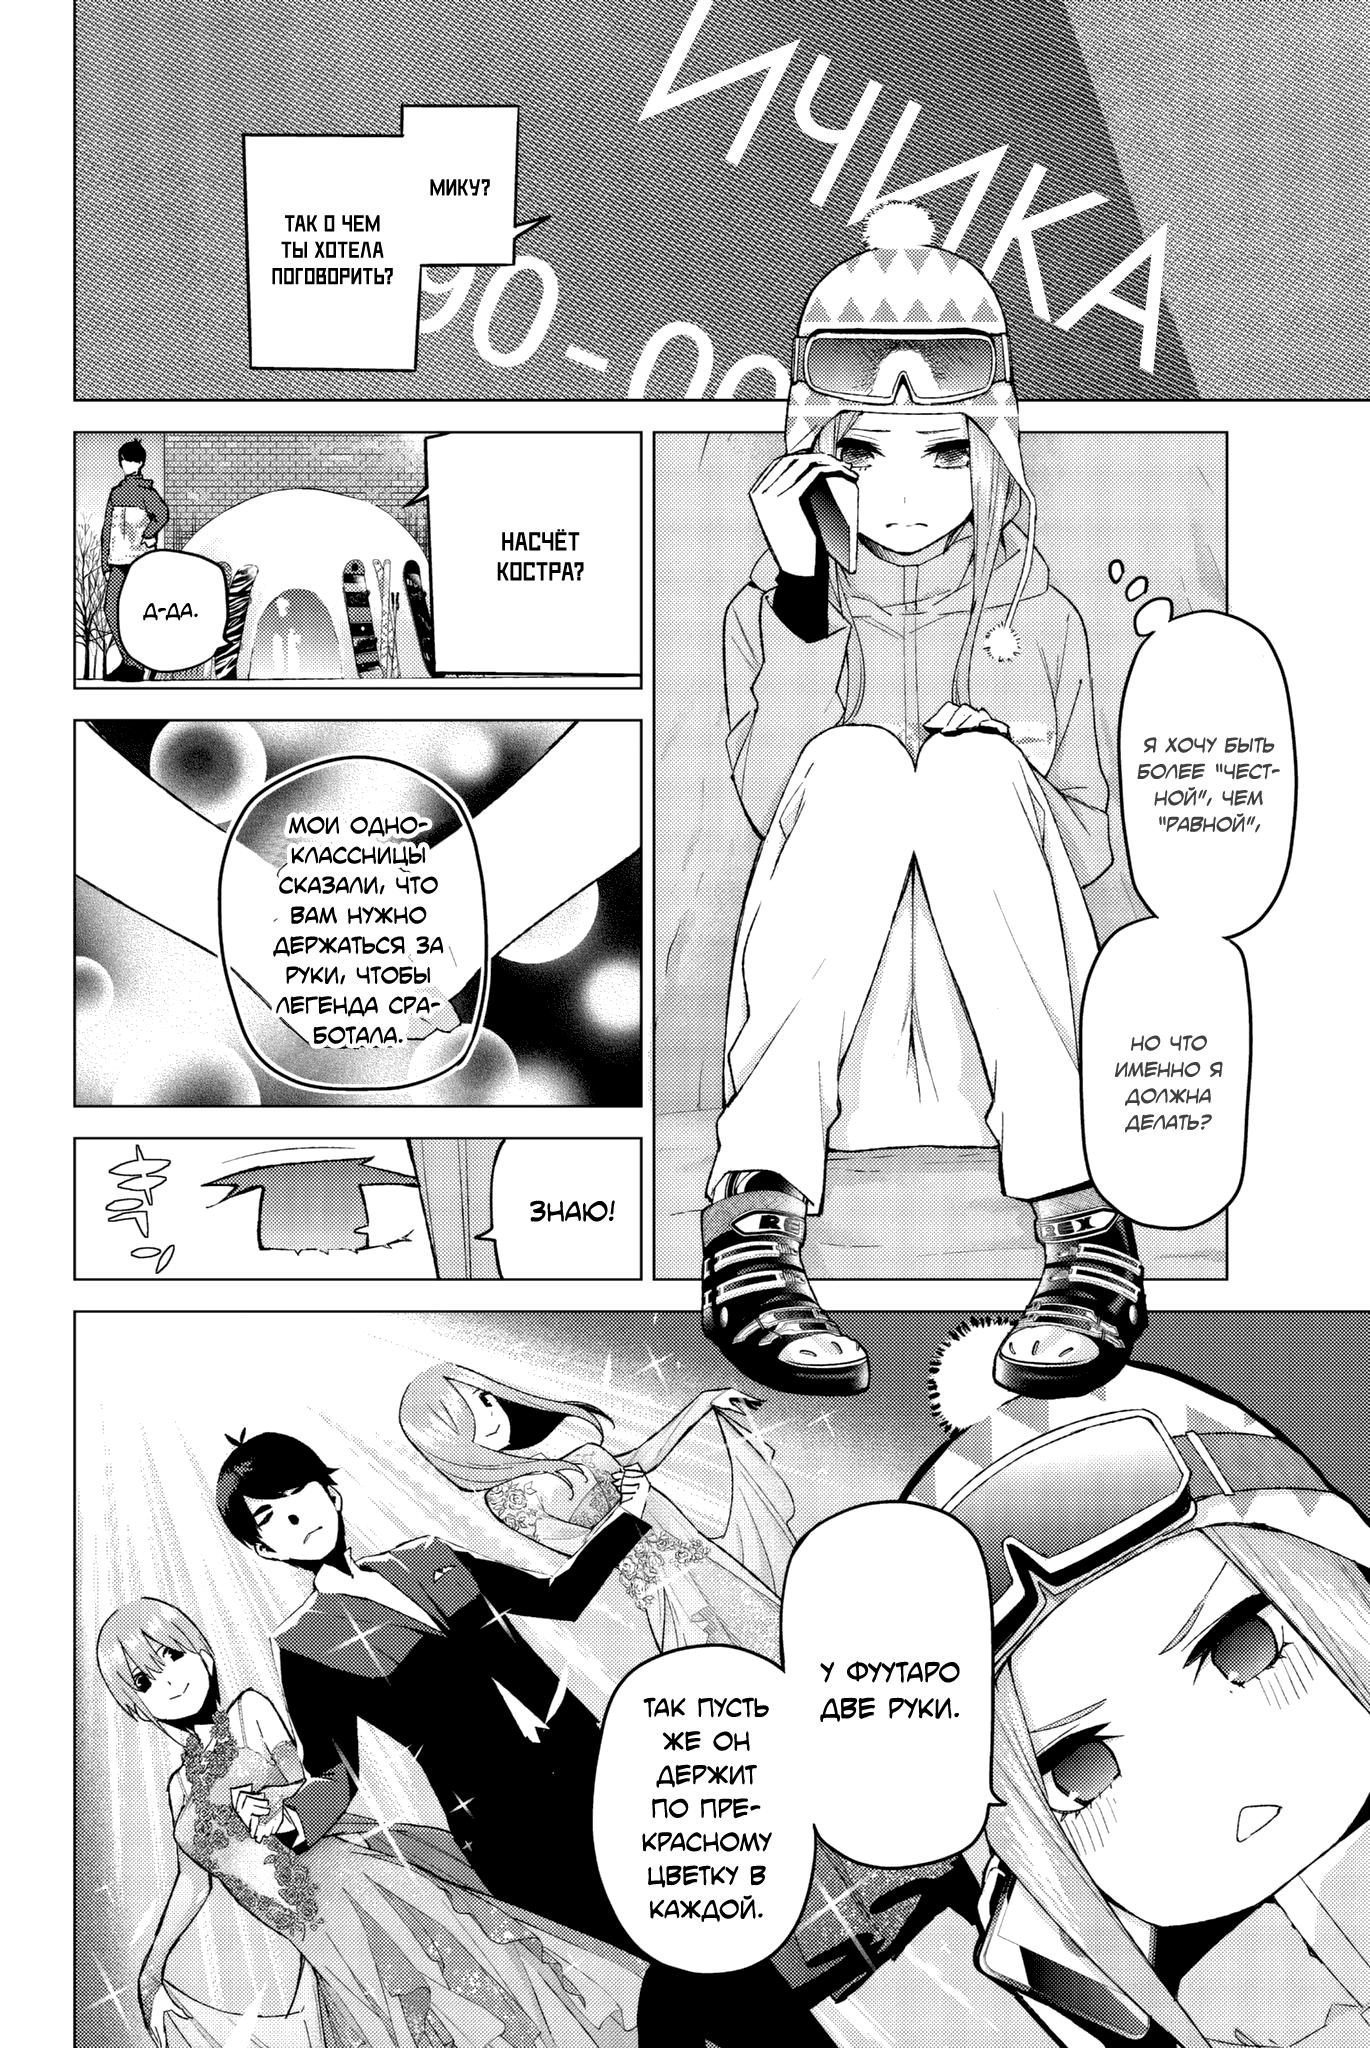 ИЧИКА
90-00
МИКУ?
ТАК О ЧЕМ
ТЫ ХОТЕЛА
ПОГОВОРИТЬ?
Я ХОЧУ БЫТЬ
БОЛЕЕ "ЧЕСТ-
НОЙ", ЧЕМ
"РАВНОЙ",
НО ЧТО
ИМЕННО Я
ДОЛЖНА
ДЕЛАТЬ?
REX
REX
НАСЧЁТ
КОСТРА?
Д-ДА.
МОИ ОДНО-
КЛАССНИЦЫ
СКАЗАЛИ, ЧТО
ВАМ НУЖНО
ДЕРЖАТЬСЯ ЗА
РУКИ, ЧТОБЫ
ЛЕГЕНДА СРА-
БОТАЛА.
ЗНАЮ!
У ФУУТАРО
ДВЕ РУКИ.
ТАК ПУСТЬ
ЖЕ ОН
ДЕРЖИТ
ПО ПРЕ-
КРАСНОМУ
ЦВЕТКУ В
КАЖДОЙ.